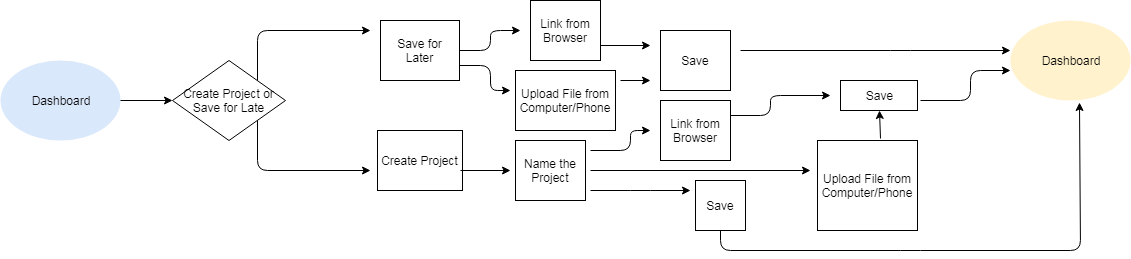 Dashboard
Create Project or
Save for Late
Save for
Later
Link from
Browser
Upload File from
Computer/Phone
Save
Create Project
Name the
Project
Link from
Browser
Save
Upload File from
Computer/Phone
Save
Dashboard